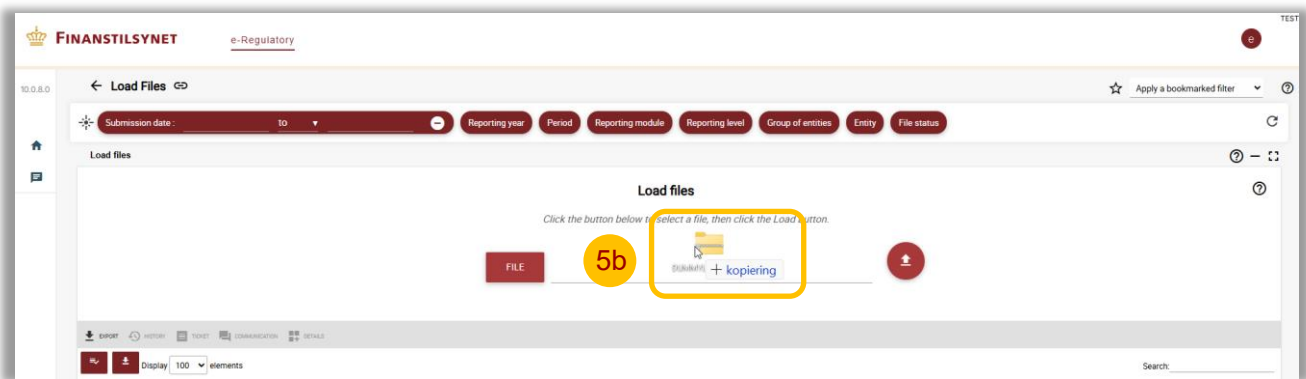 TEST
FINANSTILSYNET e-Regulatory e
10.0.6.0 ← Load Files Apply a bookmarked filter
Submission date : to Reporting year Period Reporting module Reporting level Group of entities Entity File status
Load files
Load files
Click the button below to select a file, then click the Load button.
FILE 5b + kopiering
EXPORT HISTORY TICKET COMMUNICATION DETAILS
Display 100 elements Search: